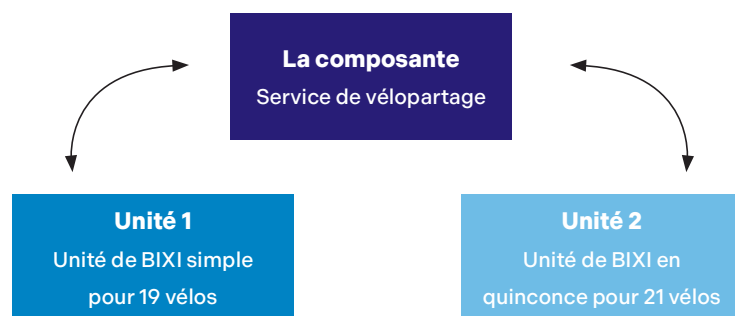 La composante
Service de vélopartage
Unité 1
Unité de BIXI simple
pour 19 vélos
Unité 2
Unité de BIXI en
quinconce pour 21 vélos